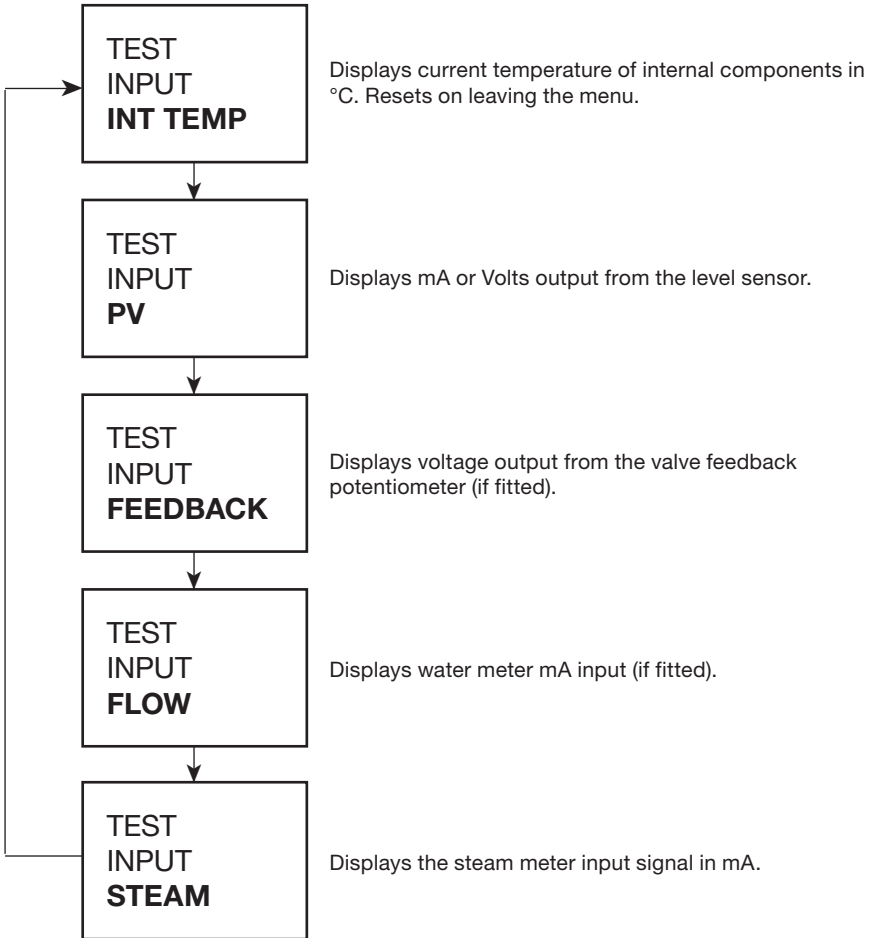 TEST
INPUT
INT TEMP
Displays current temperature of internal components in
°C. Resets on leaving the menu.
TEST
INPUT
PV
Displays mA or Volts output from the level sensor.
TEST
INPUT
FEEDBACK
Displays voltage output from the valve feedback
potentiometer (if fitted).
TEST
INPUT
FLOW
Displays water meter mA input (if fitted).
TEST
INPUT
STEAM
Displays the steam meter input signal in mA.